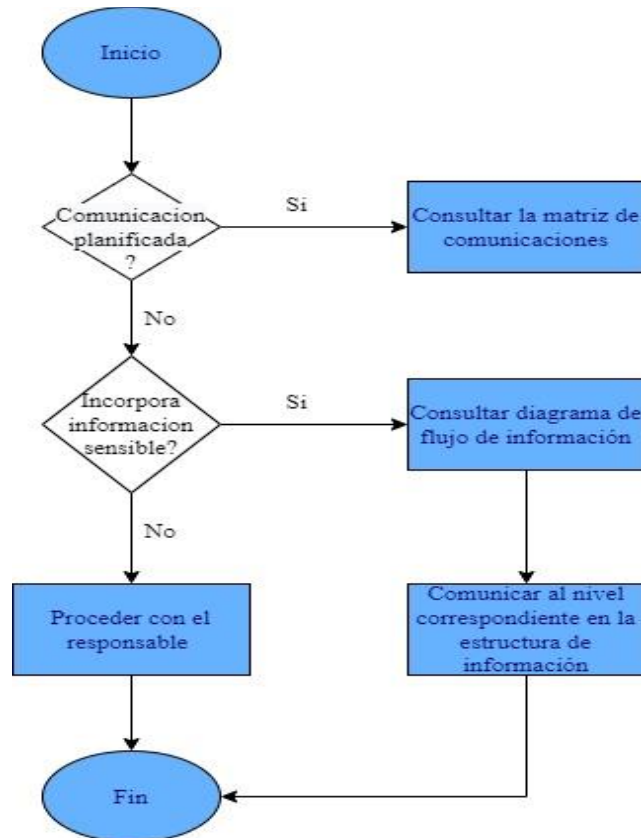 Inicio
Comunicacion
planificada
?
Si
Consultar la matriz de
comunicaciones
No
Incorpora
informacion
sensible?
Si
Consultar diagrama de
flujo de información
No
Proceder con el
responsable
Comunicar al nivel
correspondiente en la
estructura de
información
Fin